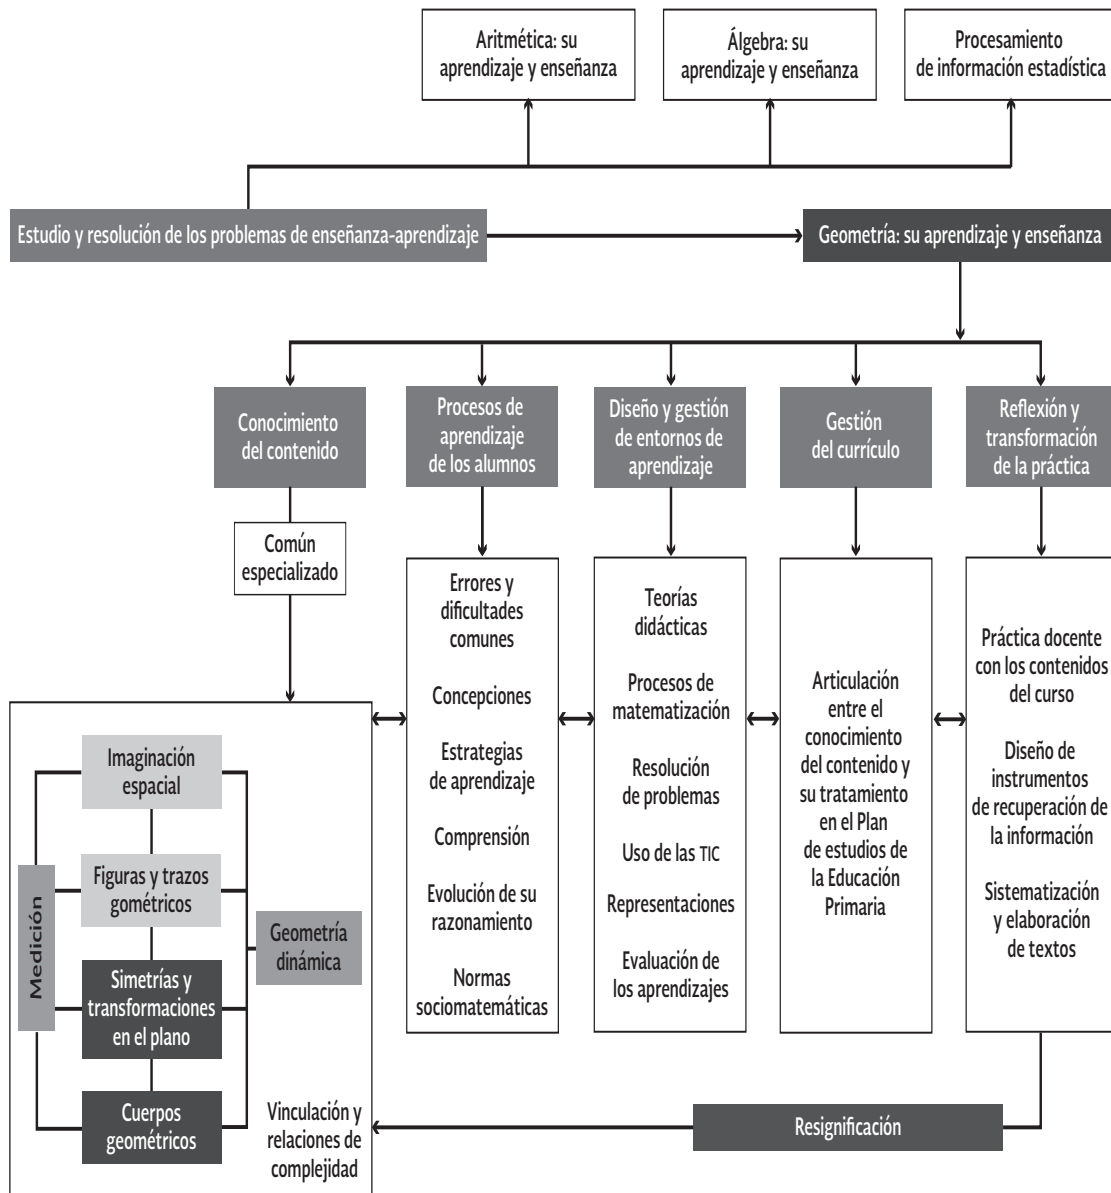 Aritmética: su
aprendizaje y enseñanza
Álgebra: su
aprendizaje y enseñanza
Procesamiento
de información estadística
Estudio y resolución de los problemas de enseñanza-aprendizaje
Geometría: su aprendizaje y enseñanza
Conocimiento
del contenido
Procesos de
aprendizaje
de los alumnos
Diseño y gestión
de entornos de
aprendizaje
Gestión
del currículo
Reflexión y
transformación
de la práctica
Común
especializado
Imaginación
espacial
Figuras y trazos
gométricos
Simetrías y
transformaciones
en el plano
Cuerpos
geométricos
Medición
Geometría
dinámica
Vinculación y
relaciones de
complejidad
Errores y
dificultades
comunes
Concepciones
Estrategias
de aprendizaje
Comprensión
Evolución de su
razonamiento
Normas
sociomatemáticas
Teorías
didácticas
Procesos de
matematización
Resolución
de problemas
Uso de las TIC
Representaciones
Evaluación de
los aprendizajes
Articulación
entre el
conocimiento
del contenido y
su tratamiento
en el Plan
de estudios de
la Educación
Primaria
Práctica docente
con los contenidos
del curso
Diseño de
instrumentos
de recuperación de
la información
Sistematización
y elaboración
de textos
Resignificación